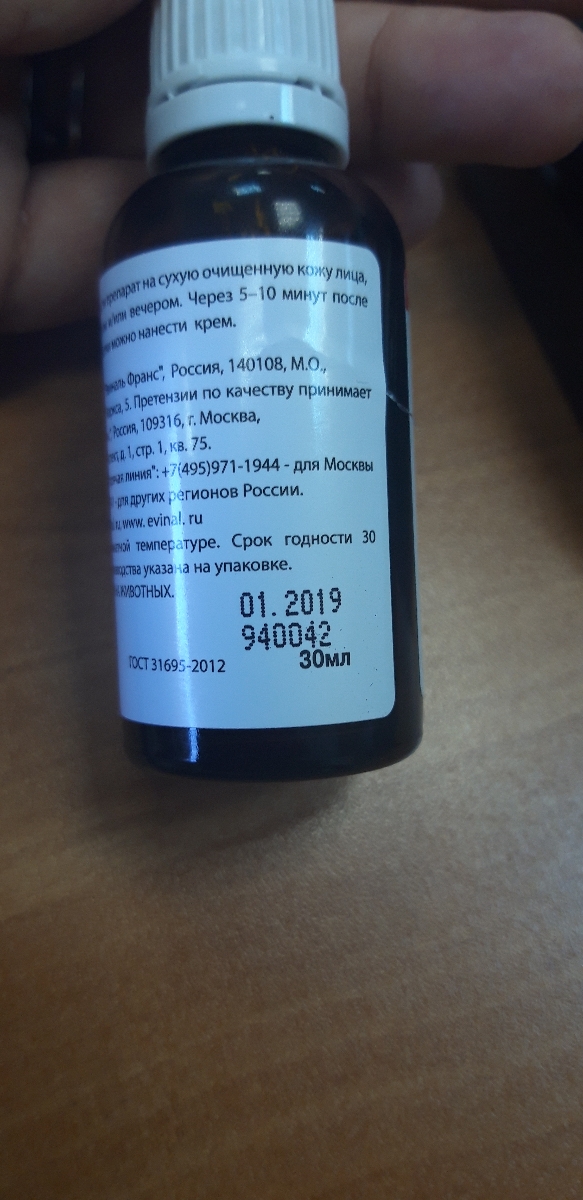 препарат на сухую очищенную кожу лица,
и/или вечером. Через 5–10 минут после
можно нанести крем.
Франс", Россия, 140108, М.О.,
5. Претензии по качеству принимает
Россия, 109316, г. Москва,
д. 1, стр. 1, кв. 75.
линия": +7(495)971-1944 - для Москвы
- для других регионов России.
www. evinal. ru
температуре. Срок годности 30
указана на упаковке.
ЖИВОТНЫХ.
01. 2019
940042
ГОСТ 31695-2012 30мл